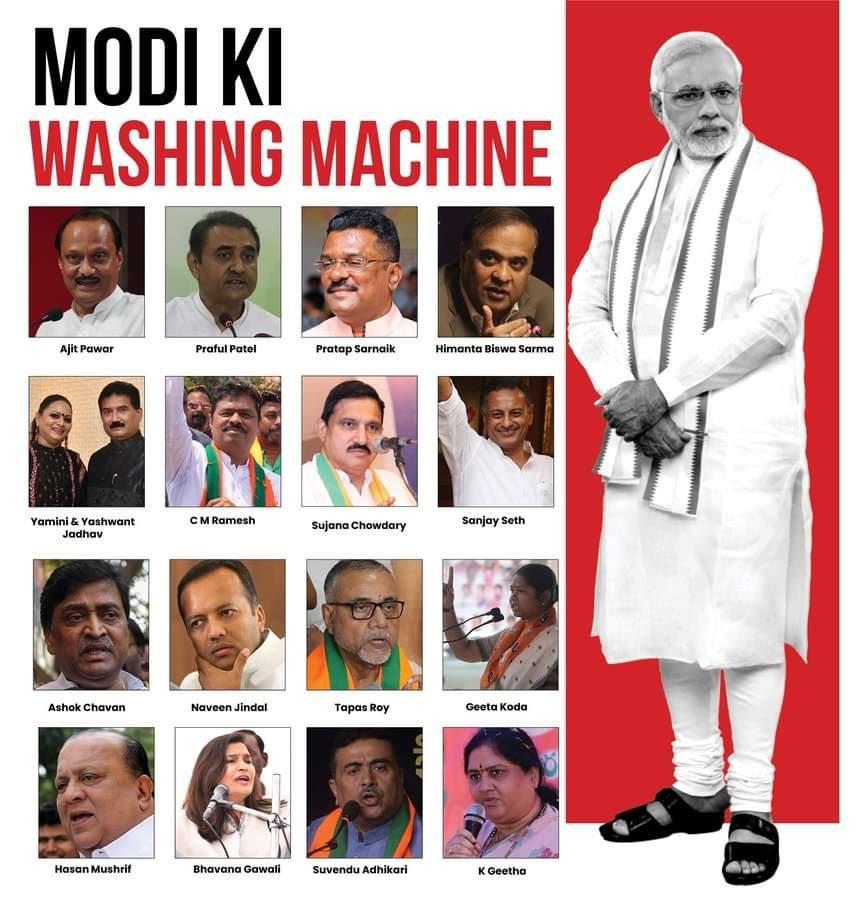 MODI KI
WASHING MACHINE
Ajit Pawar
Praful Patel
Pratap Sarnaik
Himanta Biswa Sarma
Yamini & Yashwant
Jadhav
C M Ramesh
Sujana Chowdary
Sanjay Seth
Ashok Chavan
Naveen Jindal
Tapas Roy
Geeta Koda
Hasan Mushrif
Bhavana Gawali
Suvendu Adhikari
K Geetha